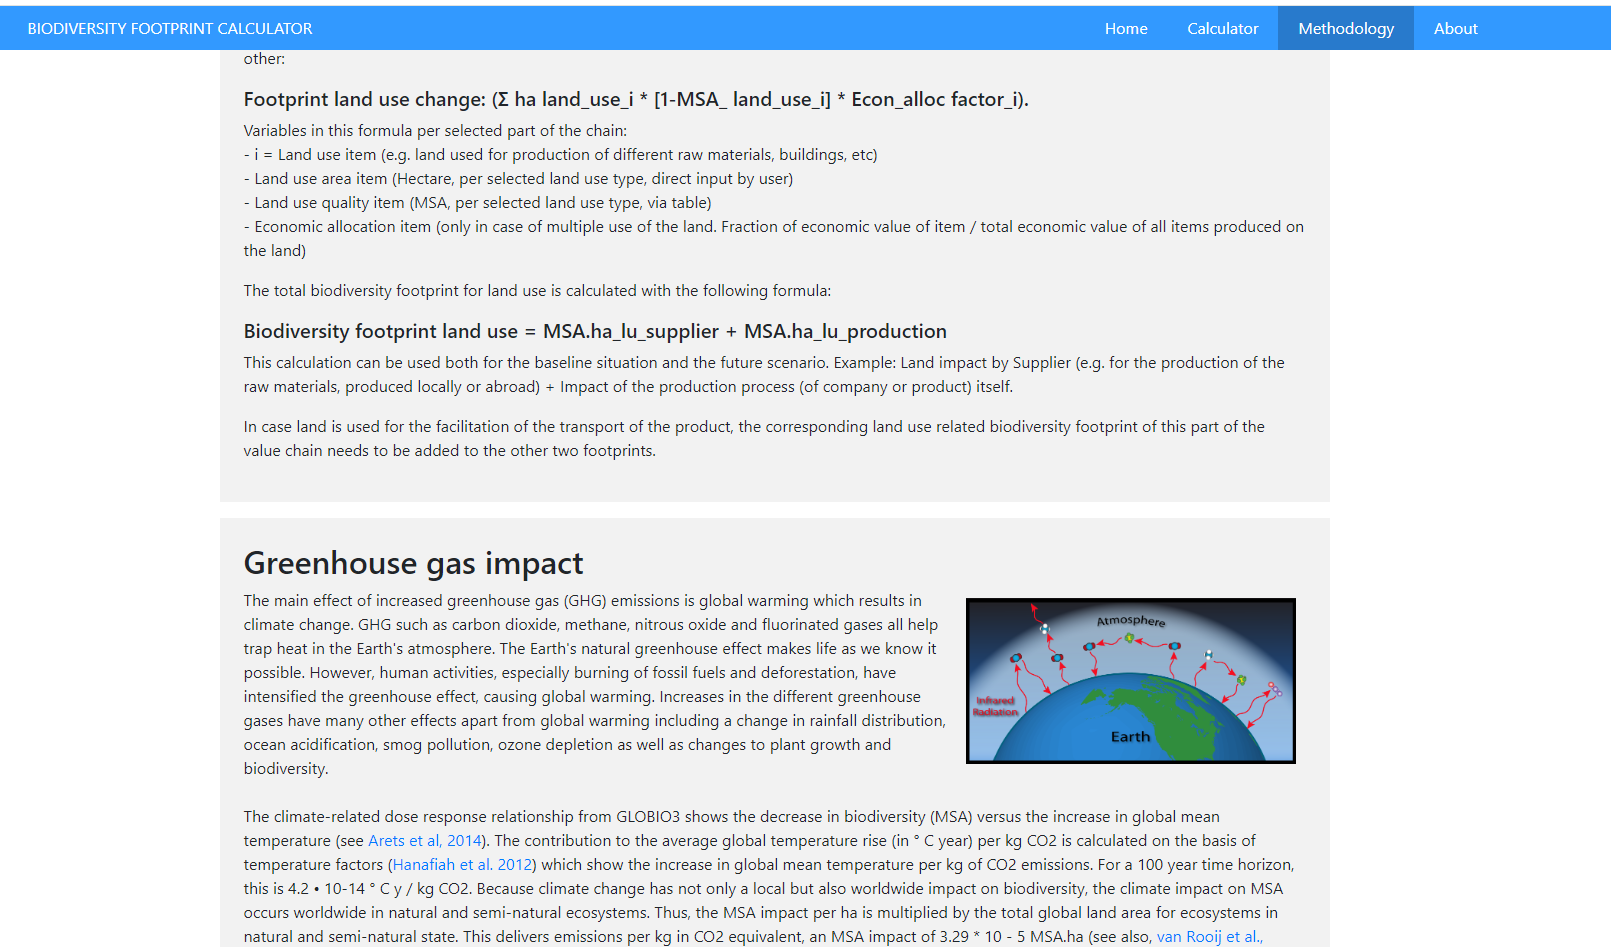 BIODIVERSITY FOOTPRINT CALCULATOR
Home
Calculator
Methodology
About
other:
Footprint land use change: (Σ ha land_use_i * [1-MSA_ land_use_i] * Econ_alloc factor_i).
Variables in this formula per selected part of the chain:
- i = Land use item (e.g. land used for production of different raw materials, buildings, etc)
- Land use area item (Hectare, per selected land use type, direct input by user)
- Land use quality item (MSA, per selected land use type, via table)
- Economic allocation item (only in case of multiple use of the land. Fraction of economic value of item / total economic value of all items produced on
the land)
The total biodiversity footprint for land use is calculated with the following formula:
Biodiversity footprint land use = MSA.ha_lu_supplier + MSA.ha_lu_production
This calculation can be used both for the baseline situation and the future scenario. Example: Land impact by Supplier (e.g. for the production of the
raw materials, produced locally or abroad) + Impact of the production process (of company or product) itself.
In case land is used for the facilitation of the transport of the product, the corresponding land use related biodiversity footprint of this part of the
value chain needs to be added to the other two footprints.
Greenhouse gas impact
The main effect of increased greenhouse gas (GHG) emissions is global warming which results in
climate change. GHG such as carbon dioxide, methane, nitrous oxide and fluorinated gases all help
trap heat in the Earth's atmosphere. The Earth's natural greenhouse effect makes life as we know it
possible. However, human activities, especially burning of fossil fuels and deforestation, have
intensified the greenhouse effect, causing global warming. Increases in the different greenhouse
gases have many other effects apart from global warming including a change in rainfall distribution,
ocean acidification, smog pollution, ozone depletion as well as changes to plant growth and
biodiversity.
Atmosphere
Infrared
Radiation
Earth
The climate-related dose response relationship from GLOBIO3 shows the decrease in biodiversity (MSA) versus the increase in global mean
temperature (see Arets et al, 2014). The contribution to the average global temperature rise (in ° C year) per kg CO2 is calculated on the basis of
temperature factors (Hanafiah et al. 2012) which show the increase in global mean temperature per kg of CO2 emissions. For a 100 year time horizon,
this is 4.2 • 10-14 ° C y / kg CO2. Because climate change has not only a local but also worldwide impact on biodiversity, the climate impact on MSA
occurs worldwide in natural and semi-natural ecosystems. Thus, the MSA impact per ha is multiplied by the total global land area for ecosystems in
natural and semi-natural state. This delivers emissions per kg in CO2 equivalent, an MSA impact of 3.29 * 10 - 5 MSA.ha (see also, van Rooij et al.,